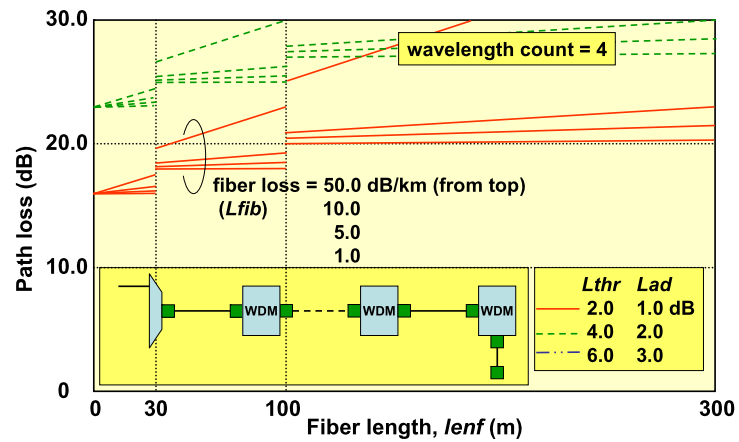 30.0
wavelength count = 4
20.0
fiber loss = 50.0 dB/km (from top)
(Lfib) 10.0
5.0
1.0
10.0
Path loss (dB)
WDM WDM WDM
Lthr Lad
2.0 1.0 dB
4.0 2.0
6.0 3.0
0
0 30 100 300
Fiber length, lenf (m)